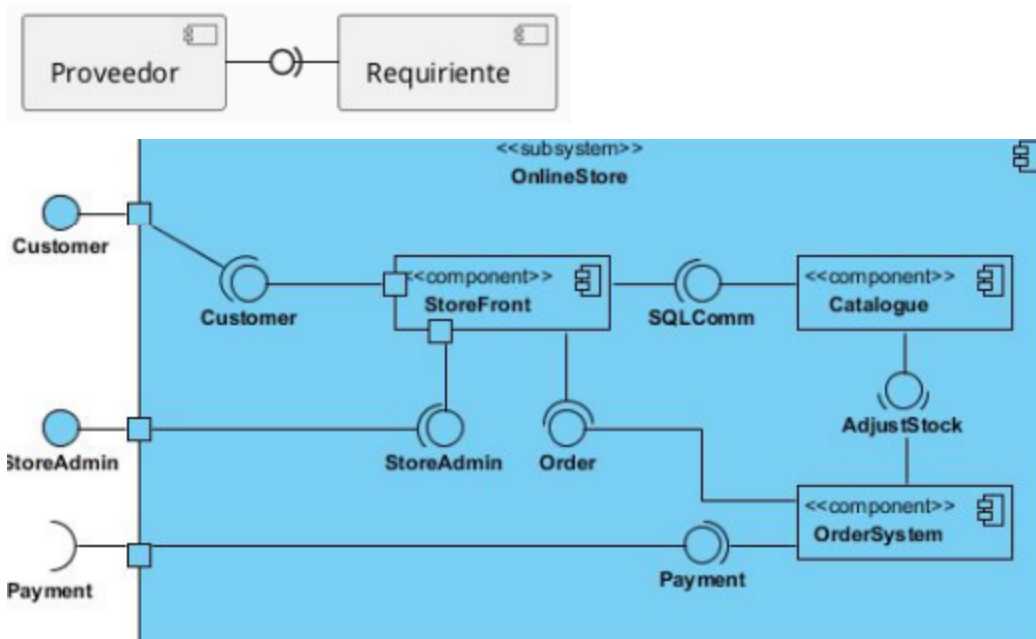 Proveedor
Requiriente
<<subsystem>>
OnlineStore
Customer
Customer
<<component>>
StoreFront
SQLComm
<<component>>
Catalogue
AdjustStock
StoreAdmin
StoreAdmin
Order
<<component>>
OrderSystem
Payment
Payment